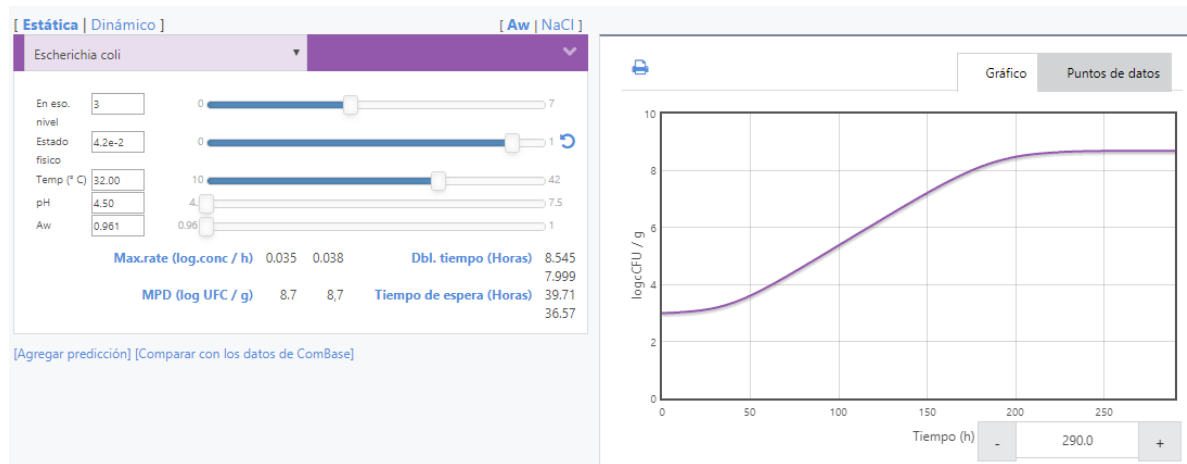 [ Estática | Dinámico ]
[ Aw | NaCl ]
Escherichia coli
En eso. nivel 3 0 7
Estado fisico 4.2e-2 0 1
Temp (° C) 32.00 10 42
pH 4.50 4. 7.5
Aw 0.961 0.96 1
Max.rate (log.conc / h) 0.035 0.038 Dbl. tiempo (Horas) 8.545
7.999
MPD (log UFC / g) 8.7 8,7 Tiempo de espera (Horas) 39.71
36.57
[Agregar predicción] [Comparar con los datos de ComBase]
Gráfico Puntos de datos
10
8
6
4
2
0
logcCFU / g
0 50 100 150 200 250
Tiempo (h) - 290.0 +